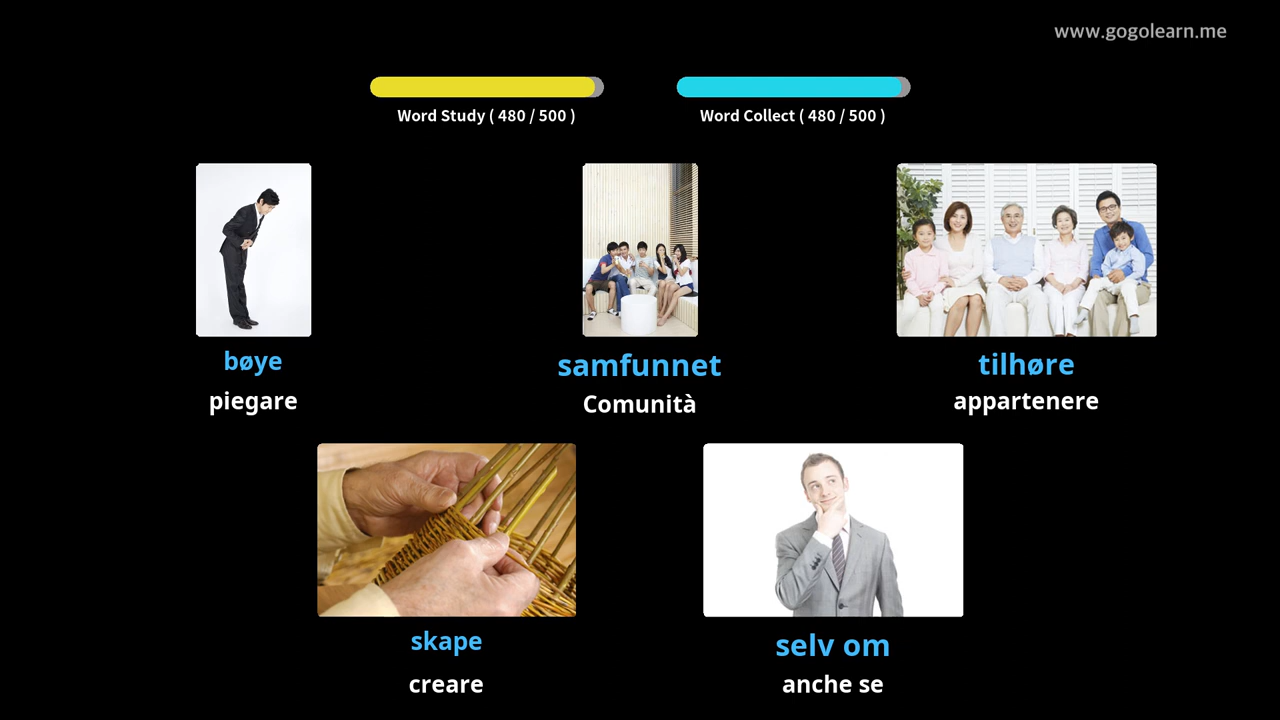 www.gogolearn.me
Word Study ( 480 / 500 )
Word Collect ( 480 / 500 )
bøye
piegare
samfunnet
Comunità
tilhøre
appartenere
skape
creare
selv om
anche se